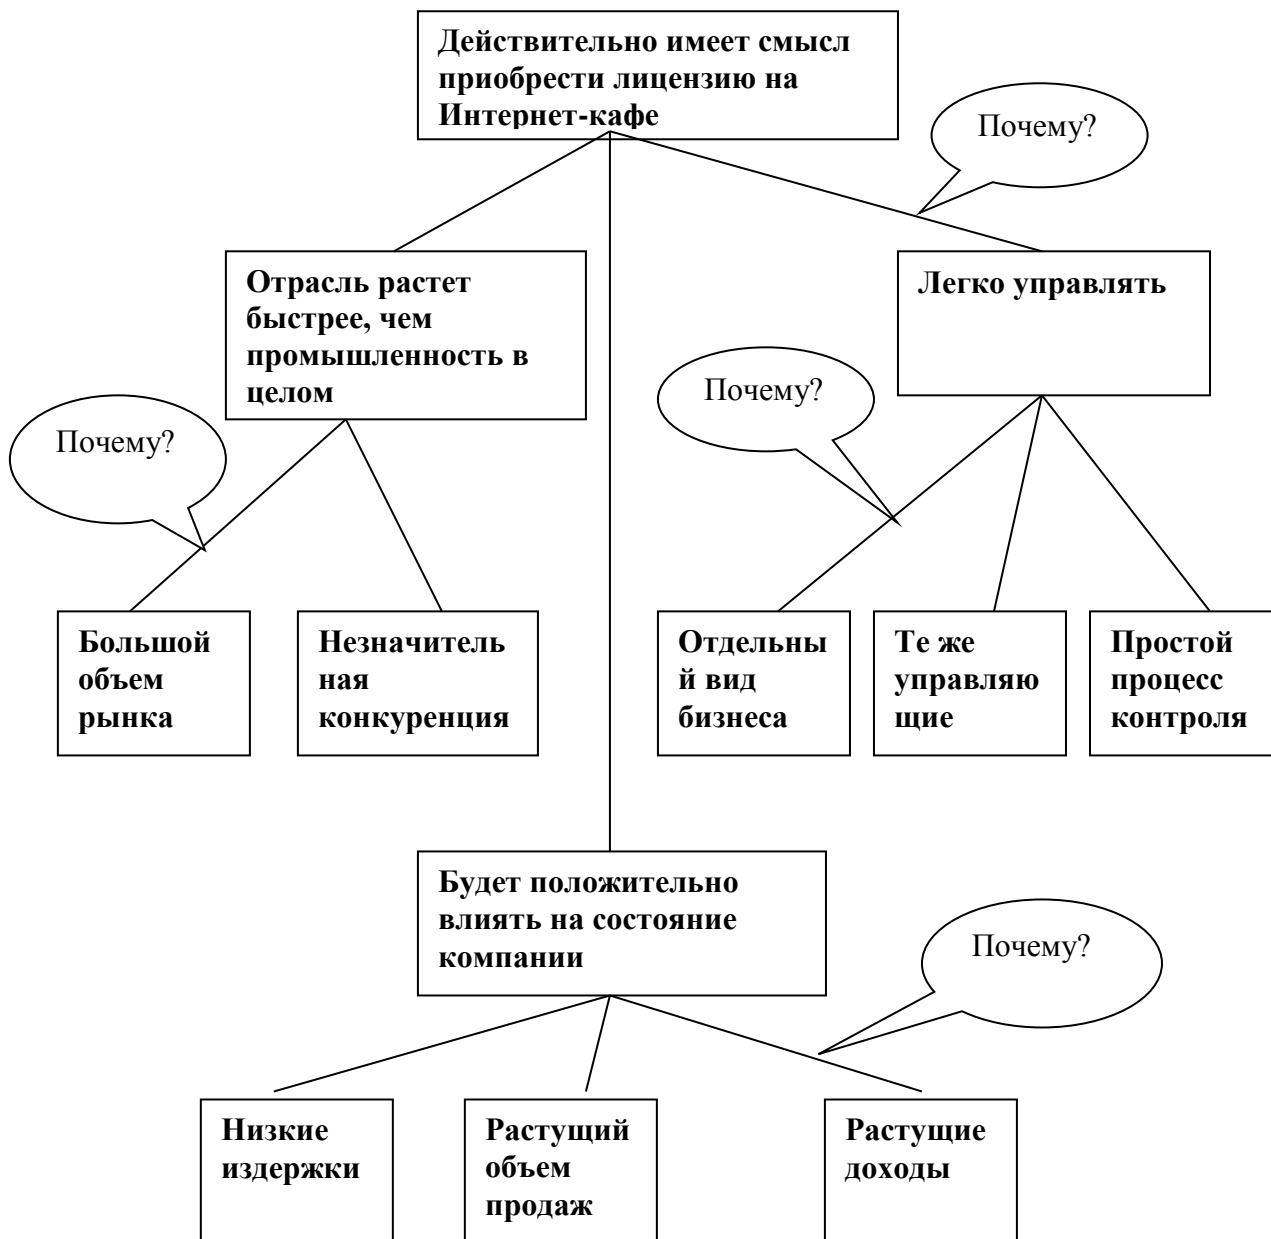 Действительно имеет смысл
приобрести лицензию на
Интернет-кафе
Почему?
Отрасль растет
быстрее, чем
промышленность в
целом
Легко управлять
Почему?
Почему?
Большой
объем
рынка
Незначитель
ная
конкуренция
Отдельны
й вид
бизнеса
Те же
управляю
щие
Простой
процесс
контроля
Будет положительно
влиять на состояние
компании
Почему?
Низкие
издержки
Растущий
объем
продаж
Растущие
доходы